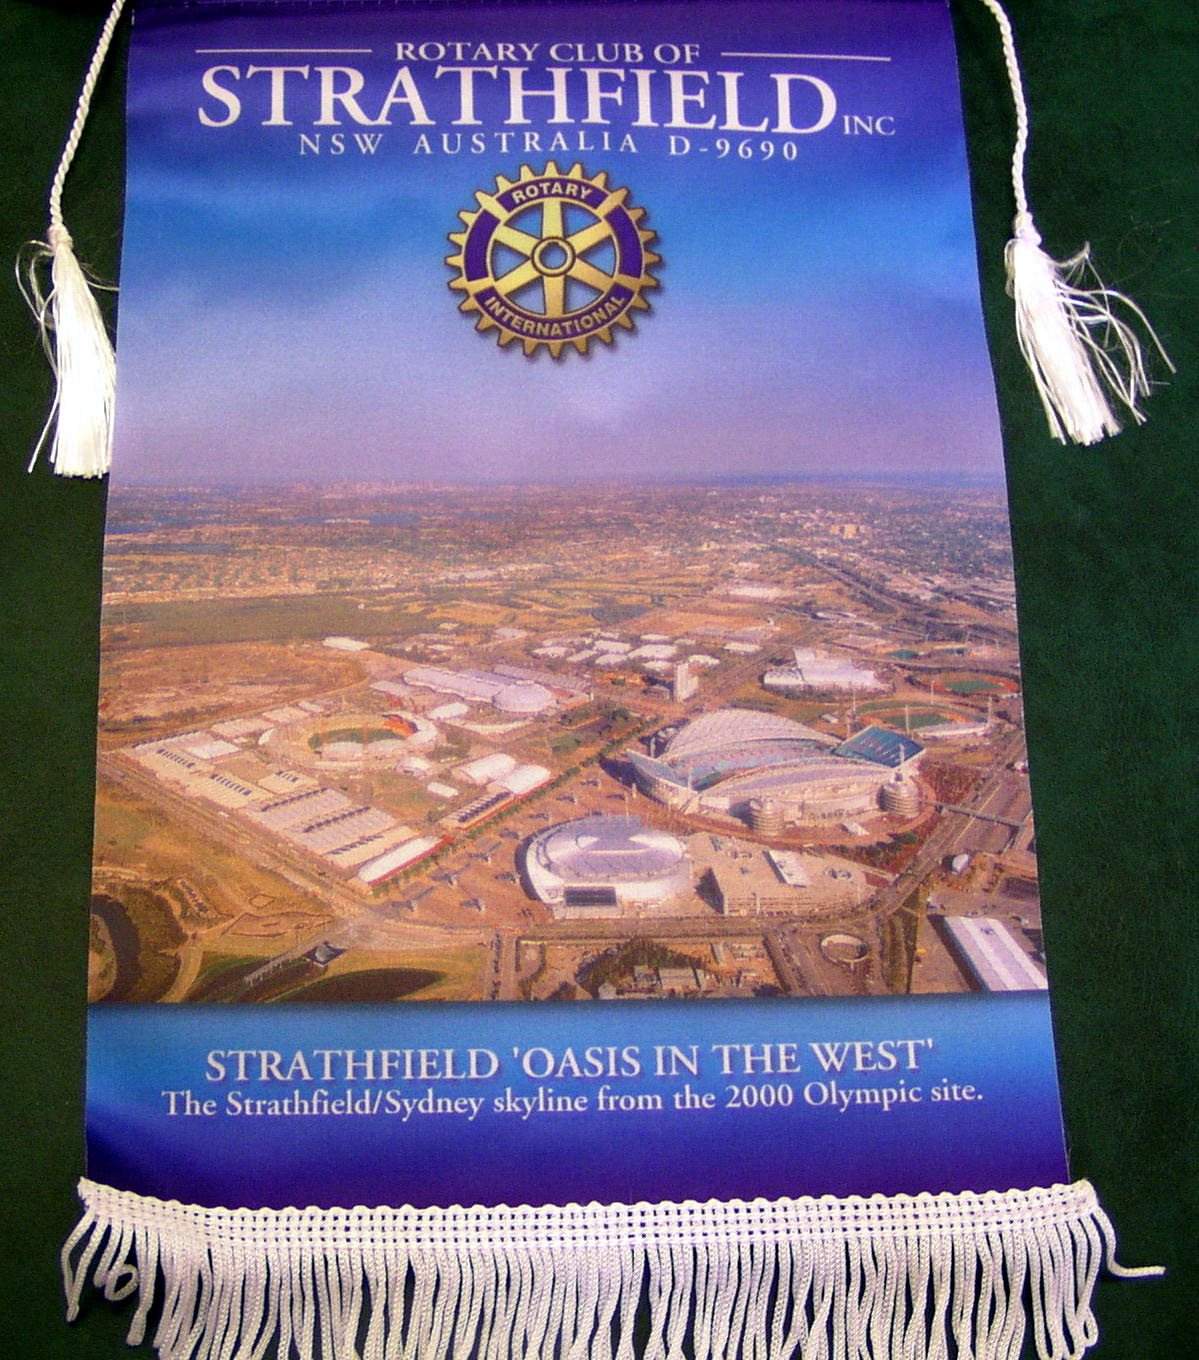 ROTARY CLUB OF
STRATHFIELD INC
NSW AUSTRALIA D-9690
ROTARY
INTERNATIONAL
STRATHFIELD 'OASIS IN THE WEST'
The Strathfield/Sydney skyline from the 2000 Olympic site.